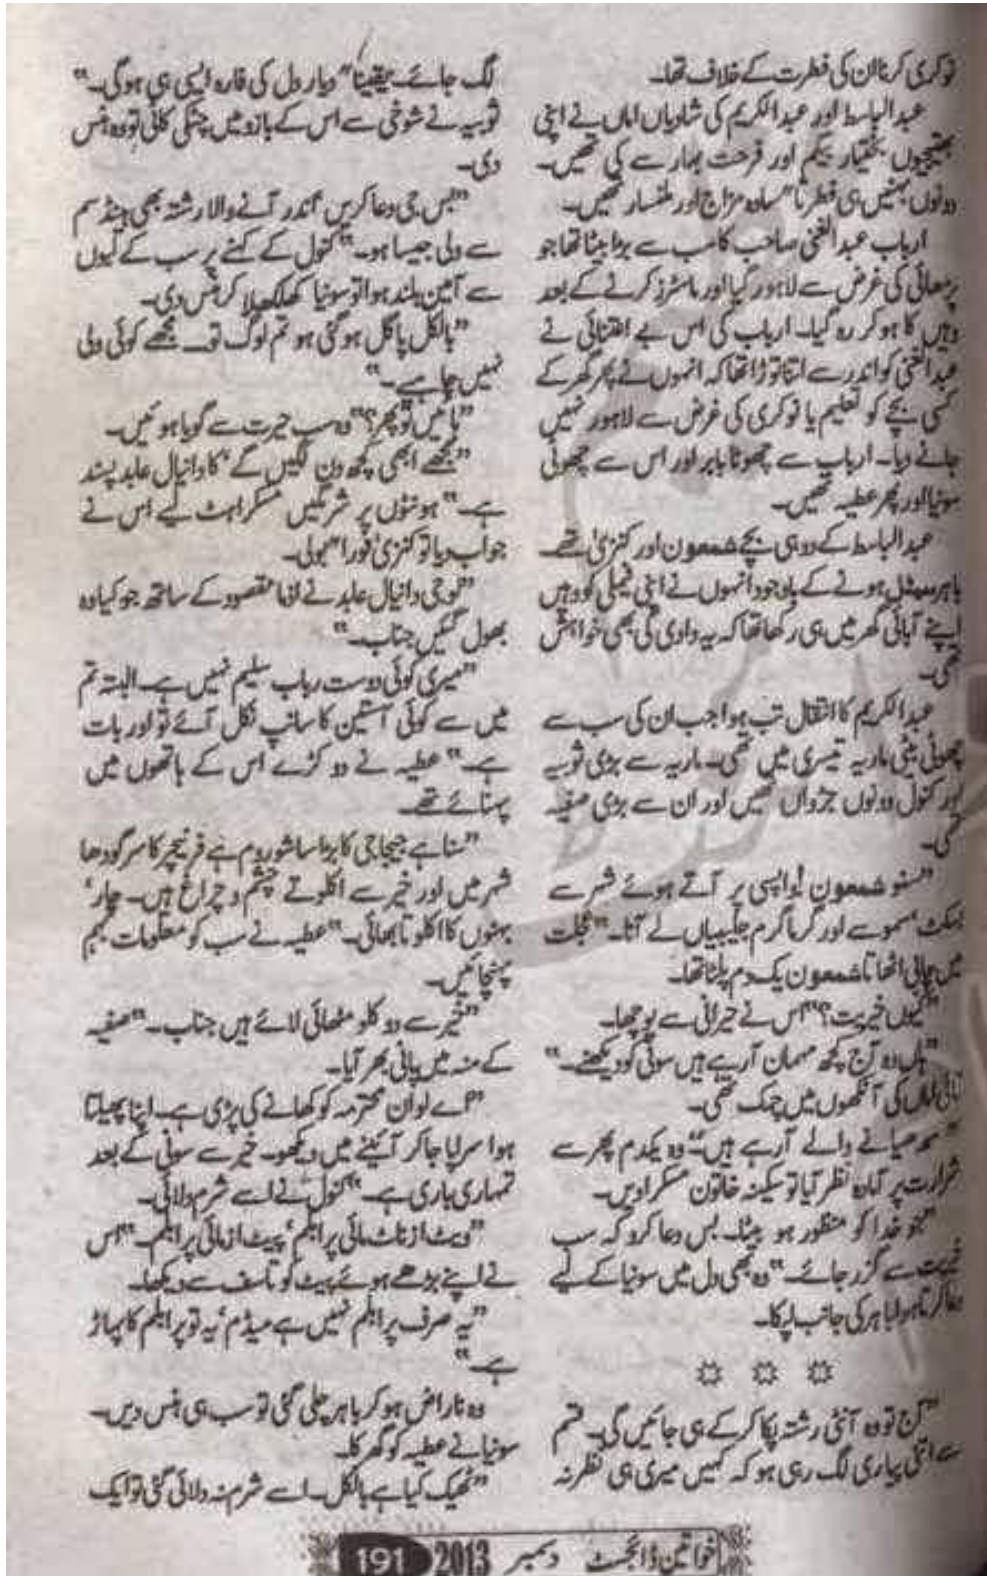 نوکری کرنا ان کی فطرت کے خلاف تھا۔
عبدالباسط اور عبدالکریم کی شادیاں اماں نے اپنی
بھتیجیوں بختیار بیگم اور فرحت بہار سے کی تھیں۔
دونوں بہنیں ہی فطرتاً سادہ مزاج اور ملنسار تھیں۔
ارباب عبدالغنی صاحب کا سب سے بڑا بیٹا تھا جو
پڑھائی کی غرض سے لاہور گیا اور ماسٹرز کرنے کے بعد
وہیں کا ہو کر رہ گیا۔ ارباب کی اس بے اعتنائی نے
عبدالغنی کو اندر سے اتنا توڑا تھا کہ انہوں نے پھر گھر کے
کسی بچے کو تعلیم یا نوکری کی غرض سے لاہور نہیں
جانے دیا۔ ارباب سے چھوٹا بابر اور اس سے چھوٹی
سونیا اور پھر عطیہ تھیں۔
عبدالباسط کے دو ہی بچے شمعون اور کنزیٰ تھے۔
باہر سیٹل ہونے کے باوجود انہوں نے اپنی فیملی کو وہیں
اپنے آبائی گھر میں ہی رکھا تھا کہ یہ دادی کی بھی خواہش
تھی۔
عبدالکریم کا انتقال تب ہوا جب ان کی سب سے
چھوٹی بیٹی ماریہ تیسری میں تھی۔ ماریہ سے بڑی ثوبیہ
اور کنول دونوں جڑواں تھیں اور ان سے بڑی صفیہ
تھی۔
”سنو شمعون! واپسی پر آتے ہوئے شہر سے
بسکٹ، سموسے اور گرما گرم جلیبیاں لے آنا۔“ عجلت
میں چابی اٹھاتا شمعون یک دم پلٹا تھا۔
”کیوں خیریت؟“ اس نے حیرانی سے پوچھا۔
”ہاں وہ آج کچھ مہمان آرہے ہیں سونی کو دیکھنے۔“
اماں کی آنکھوں میں چمک تھی۔
والے آرہے ہیں۔“ وہ یکدم پھر سے
شرارت پر آمادہ نظر آیا تو سکینہ خاتون مسکرا دیں۔
”جو خدا کو منظور ہو بیٹا۔ بس دعا کرو کہ سب
خیریت سے گزر جائے۔“ وہ بھی دل میں سونیا کے لیے
دعا کرتا ہوا باہر کی جانب لپکا۔
”آج تو وہ آنٹی رشتہ پکا کر کے ہی جائیں گی۔ قسم
سے اتنی پیاری لگ رہی ہو کہ کہیں میری ہی نظر نہ
لگ جائے۔ یقیناً ”دیار دل کی فارہ ایسی ہی ہوگی۔“
ثوبیہ نے شوخی سے اس کے بازو میں چٹکی کاٹی تو وہ ہنس
دی۔
”بس جی دعا کریں، اندر آنے والا رشتہ بھی ہینڈسم
سے ولی جیسا ہو۔“ کنول کے کہنے پر سب کے لبوں
سے آمین بلند ہوا تو سونیا کھلکھلا کر ہنس دی۔
”بالکل پاگل ہوگئی ہو تم لوگ تو۔ مجھے کوئی ولی
نہیں چاہیے۔“
”ہائیں تو پھر؟“ وہ سب حیرت سے گویا ہوئیں۔
”مجھے ابھی کچھ دن لگیں گے‘ کا دانیال عابد پسند
ہے۔“ ہونٹوں پر شرمگیں مسکراہٹ لیے اس نے
جواب دیا تو کنزیٰ فوراً ”بولی۔
”لو جی دانیال عابد نے مقصود کے ساتھ جو کیا وہ
بھول گئیں جناب۔“
”میری کوئی دوست رباب سلیم نہیں ہے۔ البتہ تم
میں سے کوئی آستین کا سانپ نکل آئے تو اور بات
ہے۔“ عطیہ نے دو کڑے اس کے ہاتھوں میں
پہنائے تھے۔
”سنا ہے جیجا جی کا بڑا سا شوروم ہے فرنیچر کا سرگودھا
شہر میں اور خیر سے اکلوتے چشم و چراغ ہیں۔ چار‘
بہنوں کا اکلوتا بھائی۔“ عطیہ نے سب کو معلومات بہم
پہنچائیں۔
”خیر سے دو کلو مٹھائی لائے ہیں جناب۔“ صفیہ
کے منہ میں پانی بھر آیا۔
”اے لو ان محترمہ کو کھانے کی پڑی ہے۔ اپنا پھیلتا
ہوا سراپا جا کر آئینے میں دیکھو۔ خیر سے سونی کے بعد
تمہاری باری ہے۔“ کنول نے اسے شرم دلائی۔
”ویٹ از ناٹ مائی پرابلم‘ پیٹ از مائی پرابلم۔“ اس
نے اپنے بڑھے ہوئے پیٹ کو تاسف سے دیکھا۔
”یہ صرف پرابلم نہیں ہے میڈم‘ یہ تو پرابلم کا پہاڑ
ہے۔“
وہ ناراض ہو کر باہر چلی گئی تو سب ہی ہنس دیں۔
سونیا نے عطیہ کو گھرکا۔
”ٹھیک کیا ہے بالکل۔ اسے شرم نہ دلائی گئی تو ایک
خواتین ڈائجسٹ دسمبر 2013 191